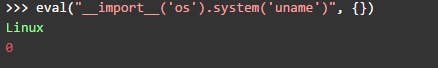 >>> eval("__import__('os').system('uname')", {})
Linux
0